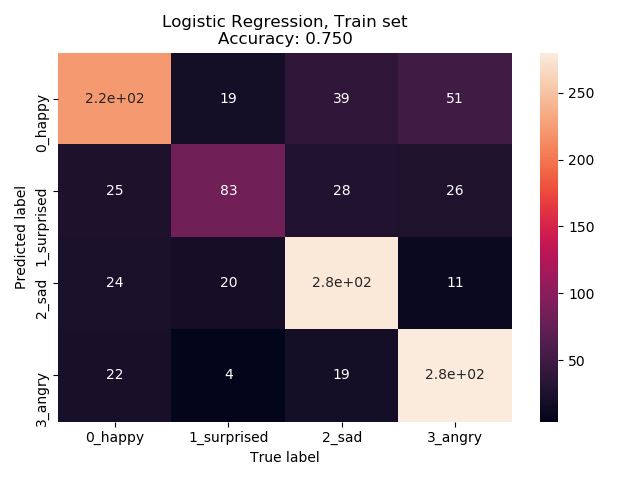 Logistic Regression, Train set
Accuracy: 0.750
Predicted label
0_happy
2.2e+02 19 39 51
1_surprised
25 83 28 26
2_sad
24 20 2.8e+02 11
3_angry
22 4 19 2.8e+02
0_happy 1_surprised 2_sad 3_angry
True label
250
200
150
100
50